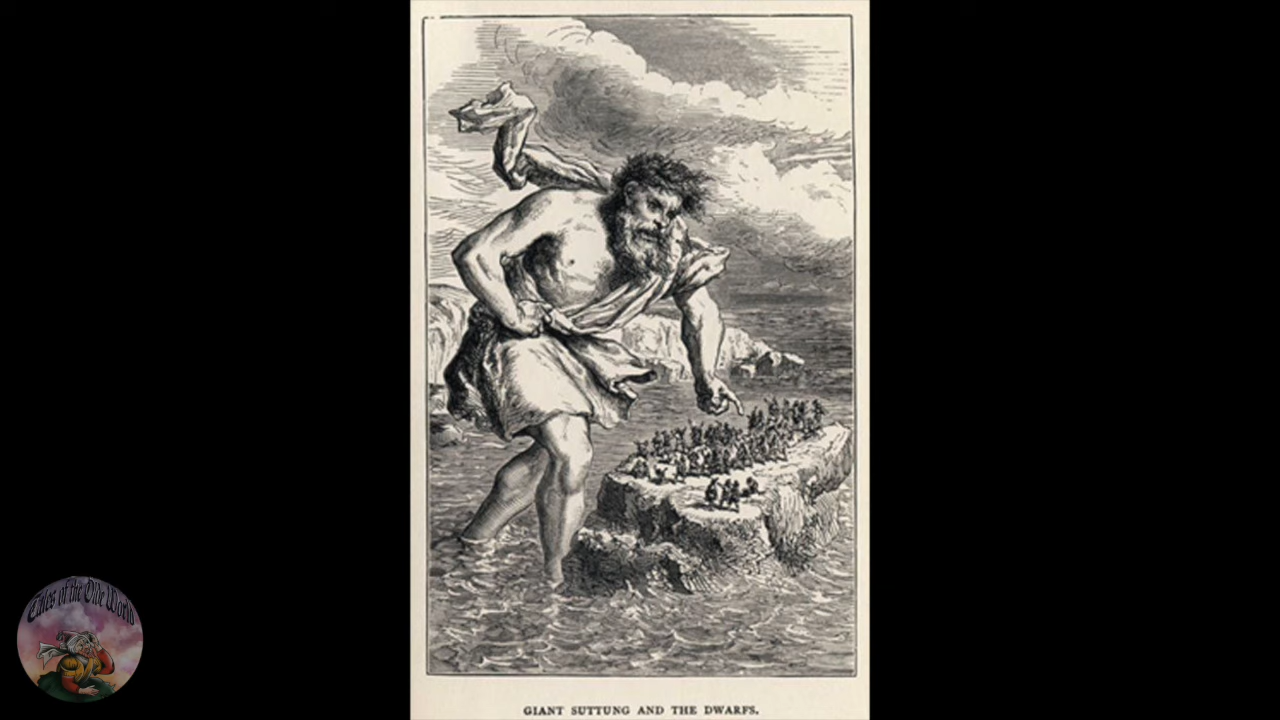 Tales of the Olde World
GIANT SUTTUNG AND THE DWARFS.